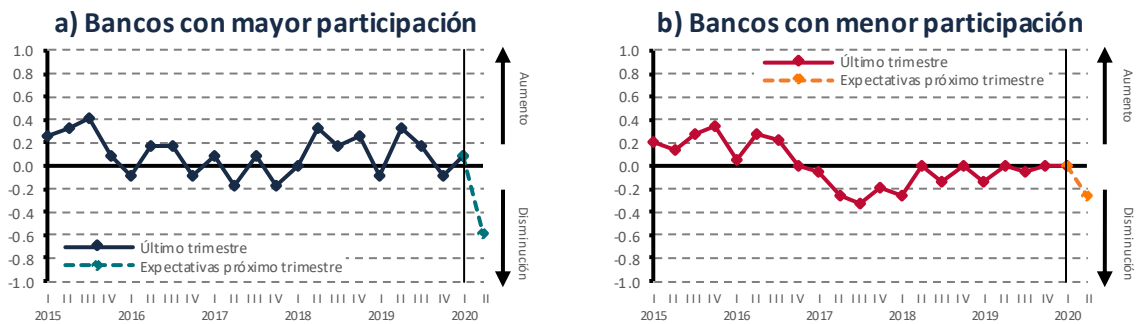 a) Bancos con mayor participación
1.0
0.8
0.6
0.4
0.2
0.0
-0.2
-0.4
-0.6
-0.8
-1.0
Último trimestre
Expectativas próximo trimestre
I II III IV I II III IV I II III IV I II III IV I II III IV I II
2015 2016 2017 2018 2019 2020
Aumento
Disminución
b) Bancos con menor participación
1.0
0.8
0.6
0.4
0.2
0.0
-0.2
-0.4
-0.6
-0.8
-1.0
Último trimestre
Expectativas próximo trimestre
I II III IV I II III IV I II III IV I II III IV I II III IV I II
2015 2016 2017 2018 2019 2020
Aumento
Disminución